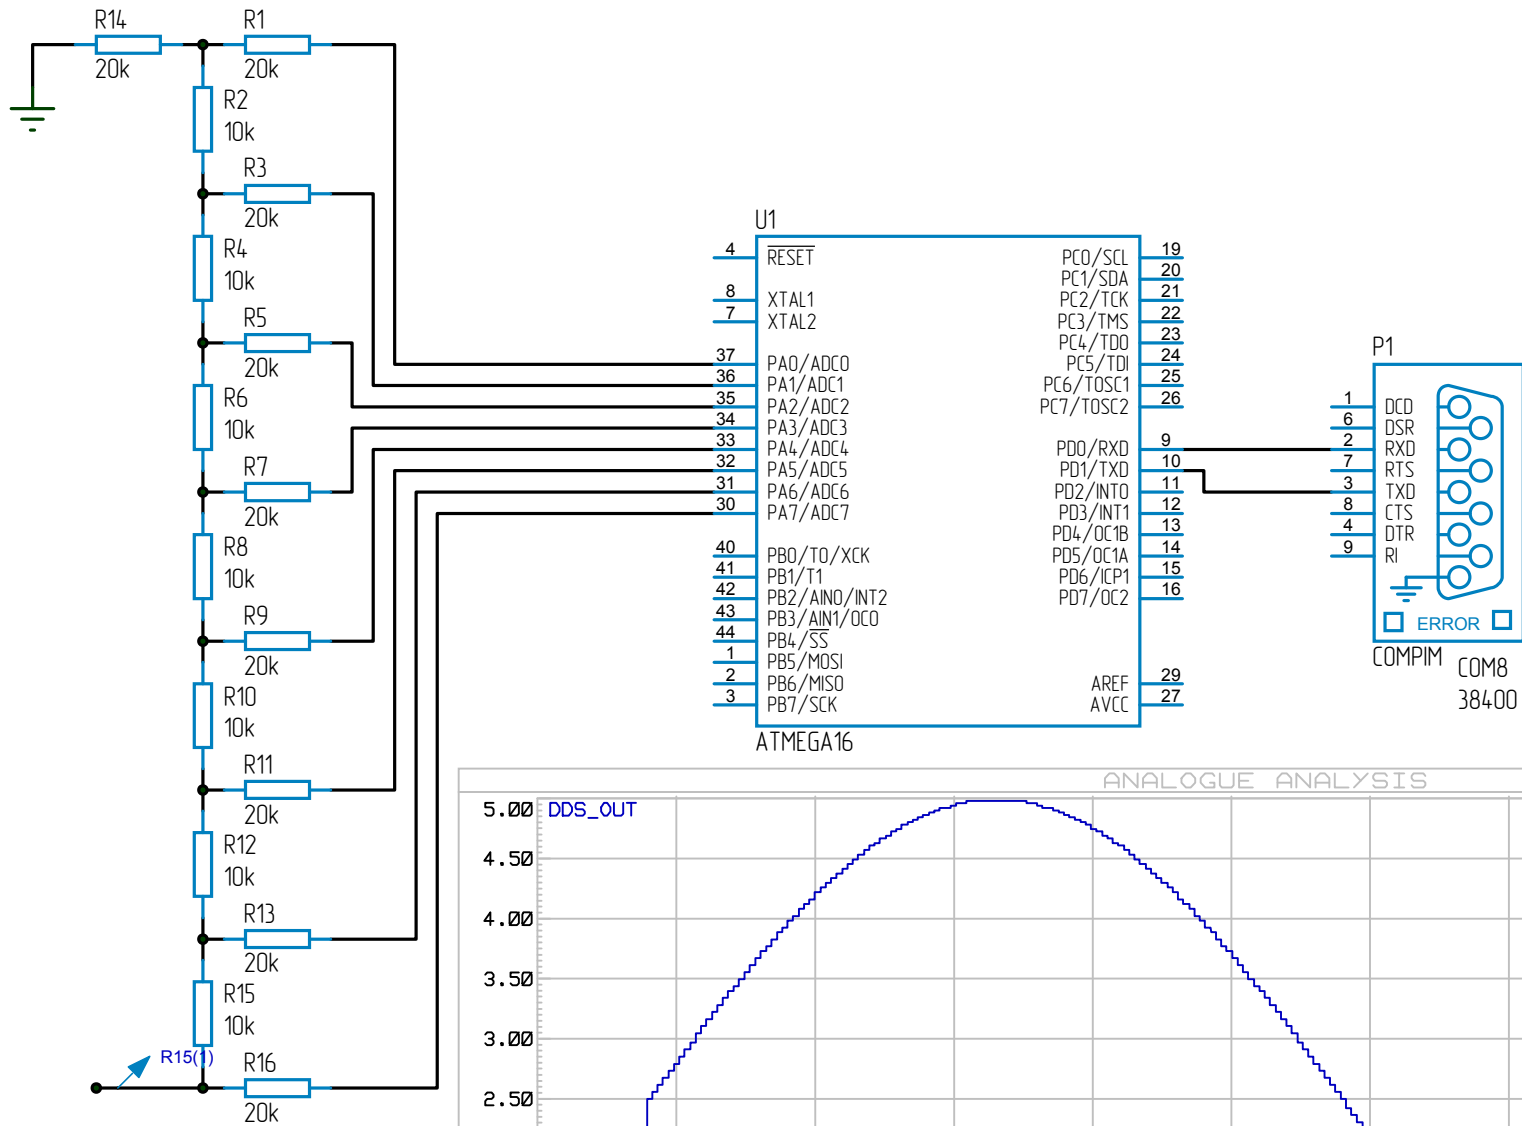 R14
20k
R1
20k
R2
10k
R3
20k
R4
10k
R5
20k
R6
10k
R7
20k
R8
10k
R9
20k
R10
10k
R11
20k
R12
10k
R13
20k
R15
10k
R15(1)
R16
20k
U1
4 RESET
8 XTAL1
7 XTAL2
37 PA0/ADC0
36 PA1/ADC1
35 PA2/ADC2
34 PA3/ADC3
33 PA4/ADC4
32 PA5/ADC5
31 PA6/ADC6
30 PA7/ADC7
40 PB0/T0/XCK
41 PB1/T1
42 PB2/AIN0/INT2
43 PB3/AIN1/OC0
44 PB4/SS
1 PB5/MOSI
2 PB6/MISO
3 PB7/SCK
PC0/SCL 19
PC1/SDA 20
PC2/TCK 21
PC3/TMS 22
PC4/TDO 23
PC5/TDI 24
PC6/TOSC1 25
PC7/TOSC2 26
PD0/RXD 9
PD1/TXD 10
PD2/INT0 11
PD3/INT1 12
PD4/OC1B 13
PD5/OC1A 14
PD6/ICP1 15
PD7/OC2 16
AREF 29
AVCC 27
ATMEGA16
P1
1 DCD
6 DSR
2 RXD
7 RTS
3 TXD
8 CTS
4 DTR
9 RI
ERROR
COMPIM
COM8
38400
ANALOGUE ANALYSIS
DDS_OUT
5.00
4.50
4.00
3.50
3.00
2.50